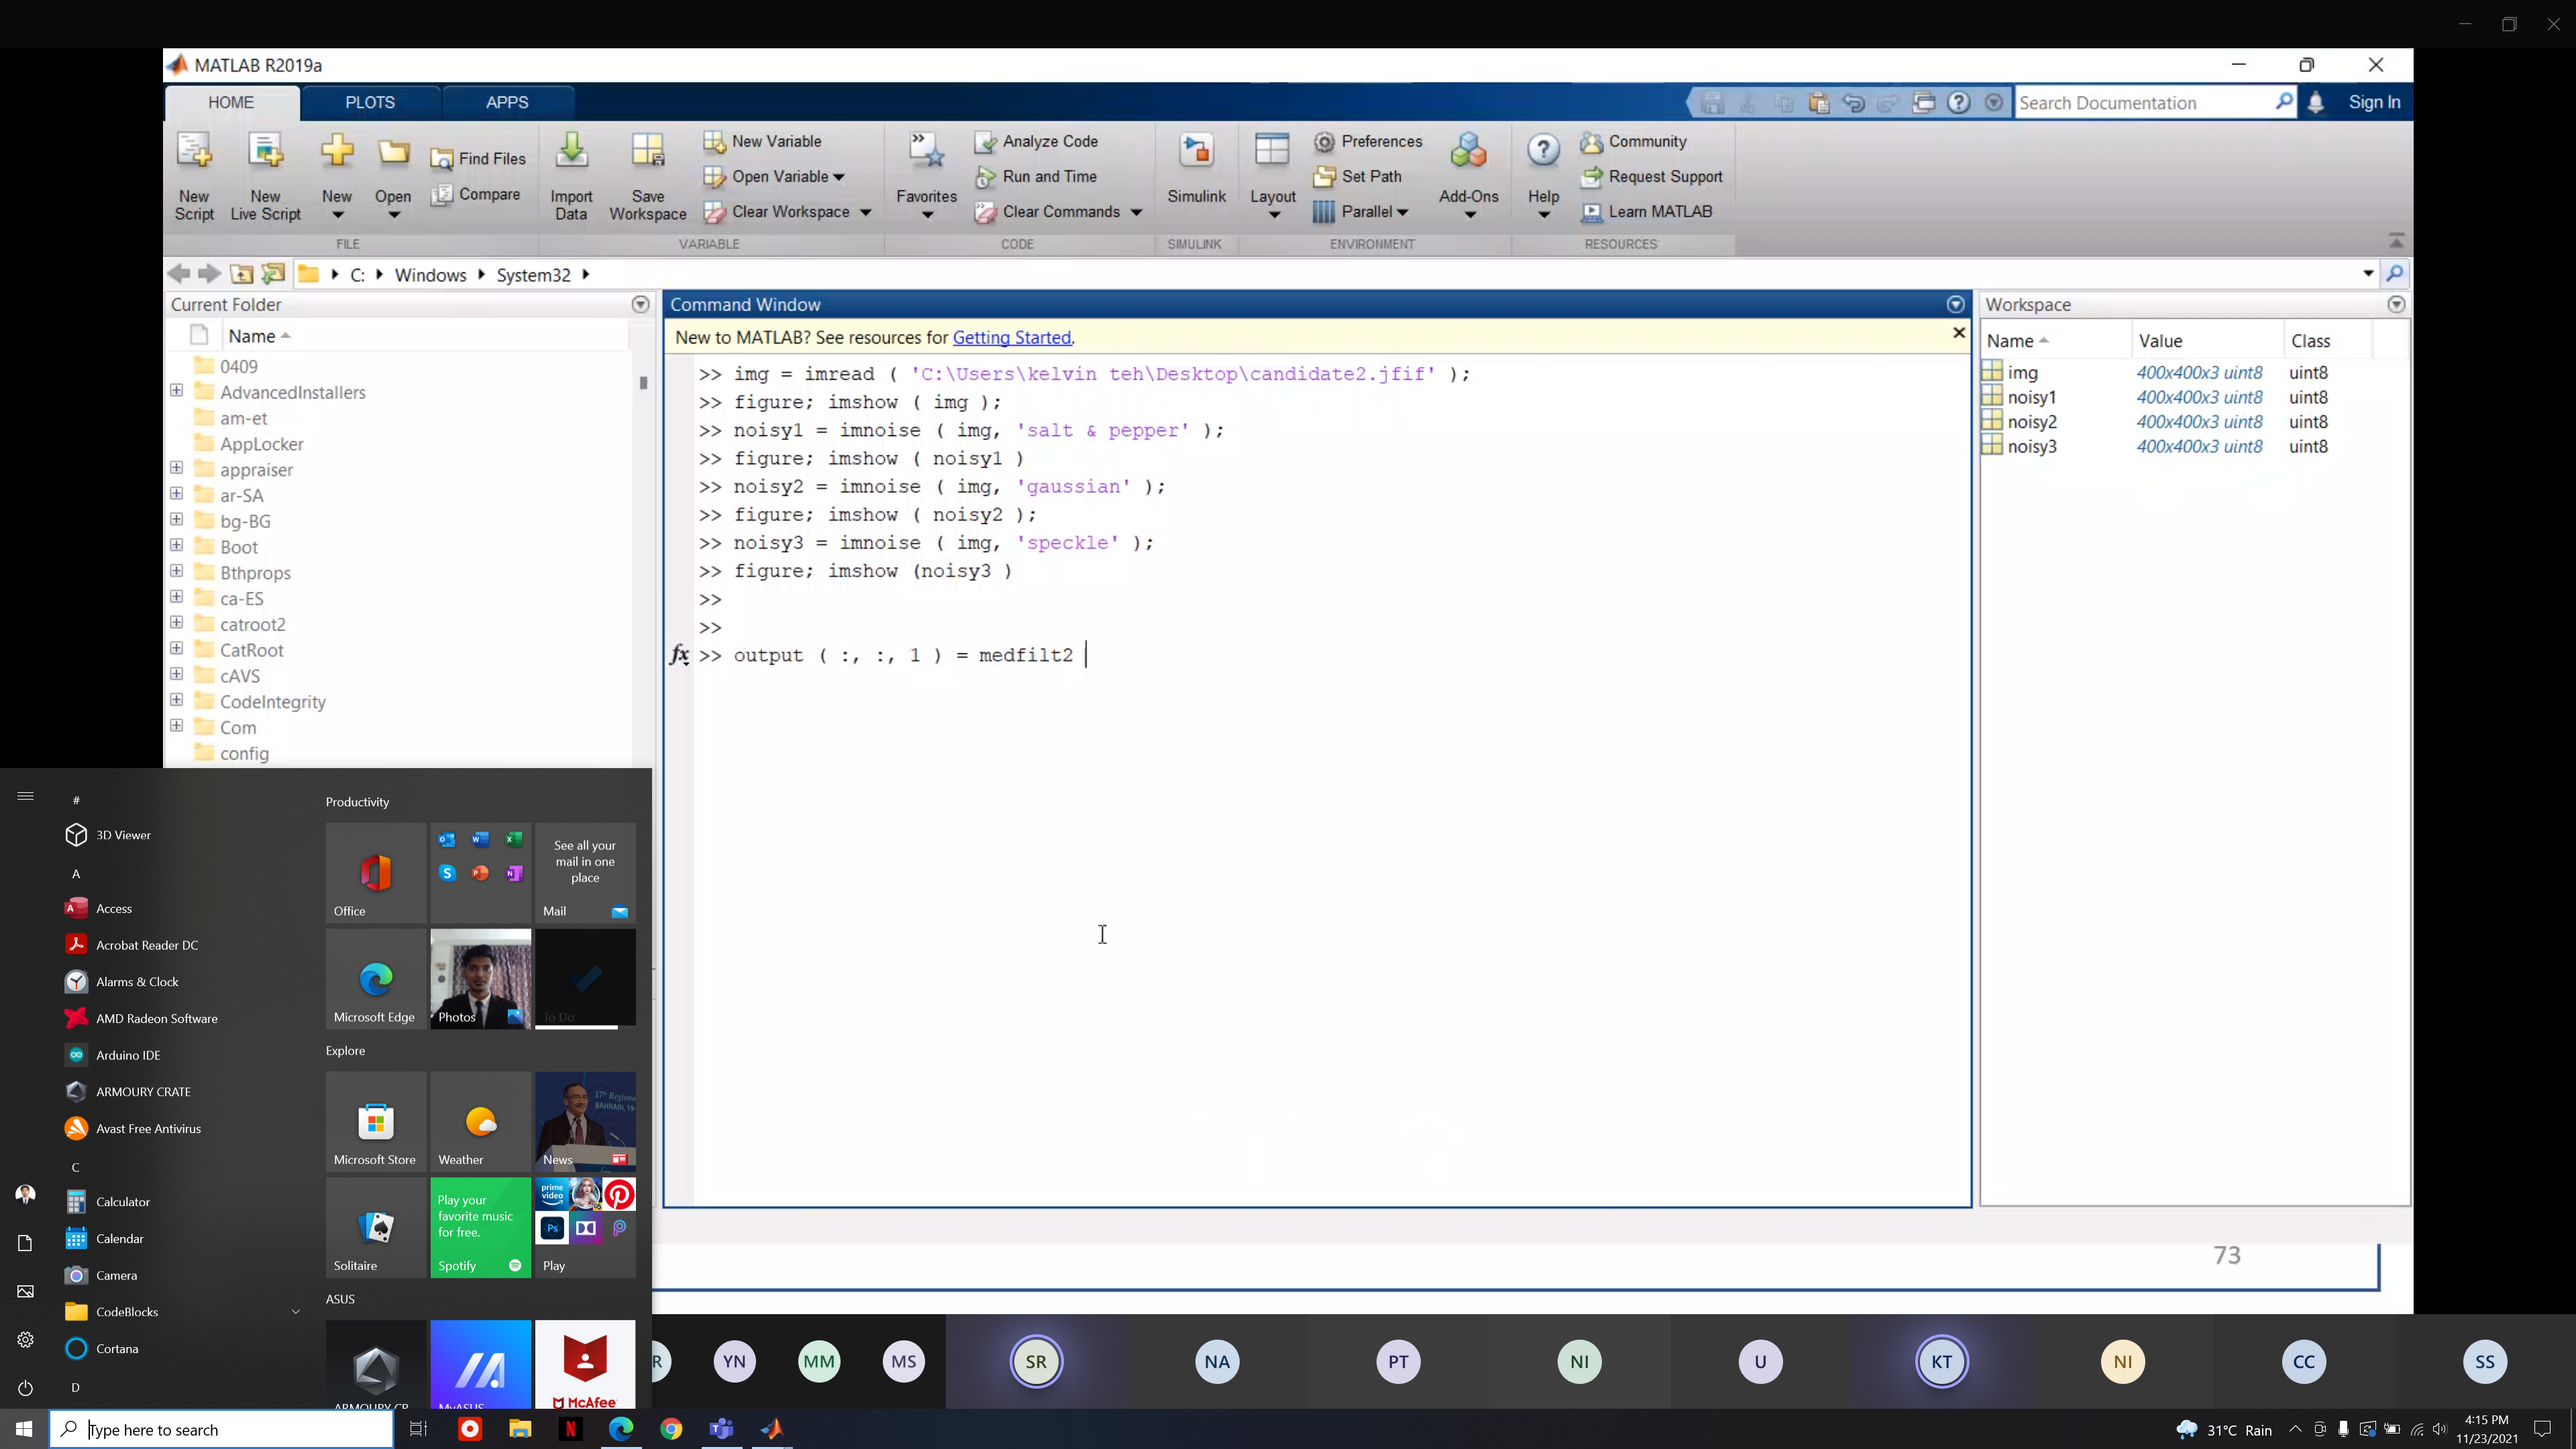 MATLAB R2019a
HOME PLOTS APPS
Search Documentation
Sign In
New Script
New Live Script
New
Open
Find Files
Compare
Import Data
Save Workspace
New Variable
Open Variable
Clear Workspace
Favorites
Analyze Code
Run and Time
Clear Commands
Simulink
Layout
Preferences
Set Path
Parallel
Add-Ons
Help
Community
Request Support
Learn MATLAB
FILE VARIABLE CODE SIMULINK ENVIRONMENT RESOURCES
C: Windows System32
Current Folder
Name
0409
AdvancedInstallers
am-et
AppLocker
appraiser
ar-SA
bg-BG
Boot
Bthprops
ca-ES
catroot2
CatRoot
cAVS
CodeIntegrity
Com
config
Command Window
New to MATLAB? See resources for Getting Started.
>> img = imread ( 'C:\Users\kelvin teh\Desktop\candidate2.jfif' );
>> figure; imshow ( img );
>> noisy1 = imnoise ( img, 'salt & pepper' );
>> figure; imshow ( noisy1 )
>> noisy2 = imnoise ( img, 'gaussian' );
>> figure; imshow ( noisy2 );
>> noisy3 = imnoise ( img, 'speckle' );
>> figure; imshow (noisy3 )
>>
>>
fx >> output ( :, :, 1 ) = medfilt2
Workspace
Name Value Class
img 400x400x3 uint8 uint8
noisy1 400x400x3 uint8 uint8
noisy2 400x400x3 uint8 uint8
noisy3 400x400x3 uint8 uint8
#
3D Viewer
A
Access
Acrobat Reader DC
Alarms & Clock
AMD Radeon Software
Arduino IDE
ARMOURY CRATE
Avast Free Antivirus
C
Calculator
Calendar
Camera
CodeBlocks
Cortana
D
Productivity
Office
See all your
mail in one
place
Mail
Microsoft Edge
Photos
To Do
Explore
Microsoft Store
Weather
17th Regiona
BAHRAIN, 19-
News
Solitaire
Play your
favorite music
for free.
Spotify
prime video
Ps
Play
ASUS
McAfee
73
R YN MM MS SR NA PT NI U KT NI CC SS
Type here to search
31°C Rain
4:15 PM
11/23/2021